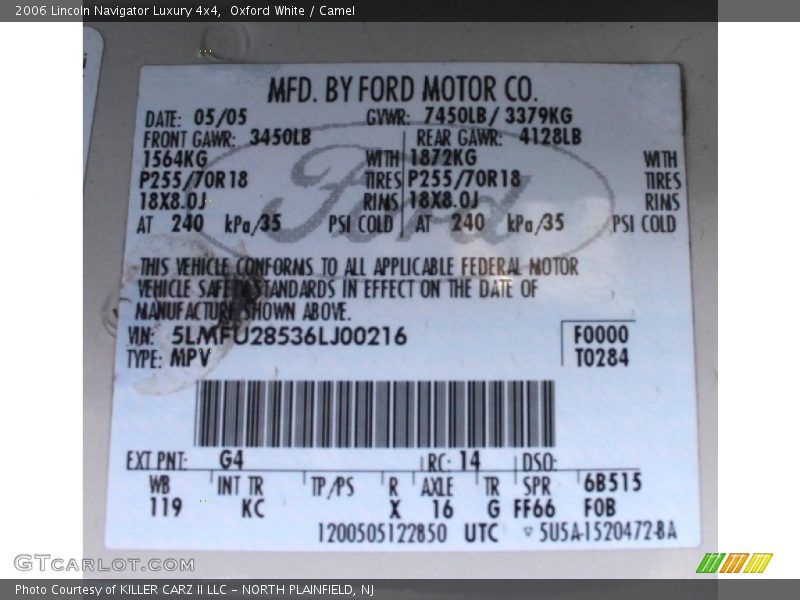 2006 Lincoln Navigator Luxury 4x4, Oxford White / Camel
MFD. BY FORD MOTOR CO.
DATE: 05/05 GVWR: 7450LB/ 3379KG
FRONT GAWR: 3450LB REAR GAWR: 4128LB
1564KG WITH 1872KG WITH
P255/70R18 TIRES P255/70R18 TIRES
18X8.0J RIMS 18X8.0J RIMS
AT 240 kPa/35 PSI COLD AT 240 kPa/35 PSI COLD
THIS VEHICLE CONFORMS TO ALL APPLICABLE FEDERAL MOTOR
VEHICLE SAFETY STANDARDS IN EFFECT ON THE DATE OF
MANUFACTURE SHOWN ABOVE.
VIN: 5LMFU28536LJ00216 F0000
TYPE: MPV T0284
EXT PNT: G4 RC: 14 DSO:
WB INT TR TP/PS R AXLE TR SPR 6B515
119 KC X 16 G FF66 F0B
1200505122850 UTC ▽ 5U5A-1520472-BA
Ford
GTCARLOT.COM
Photo Courtesy of KILLER CARZ II LLC – NORTH PLAINFIELD, NJ